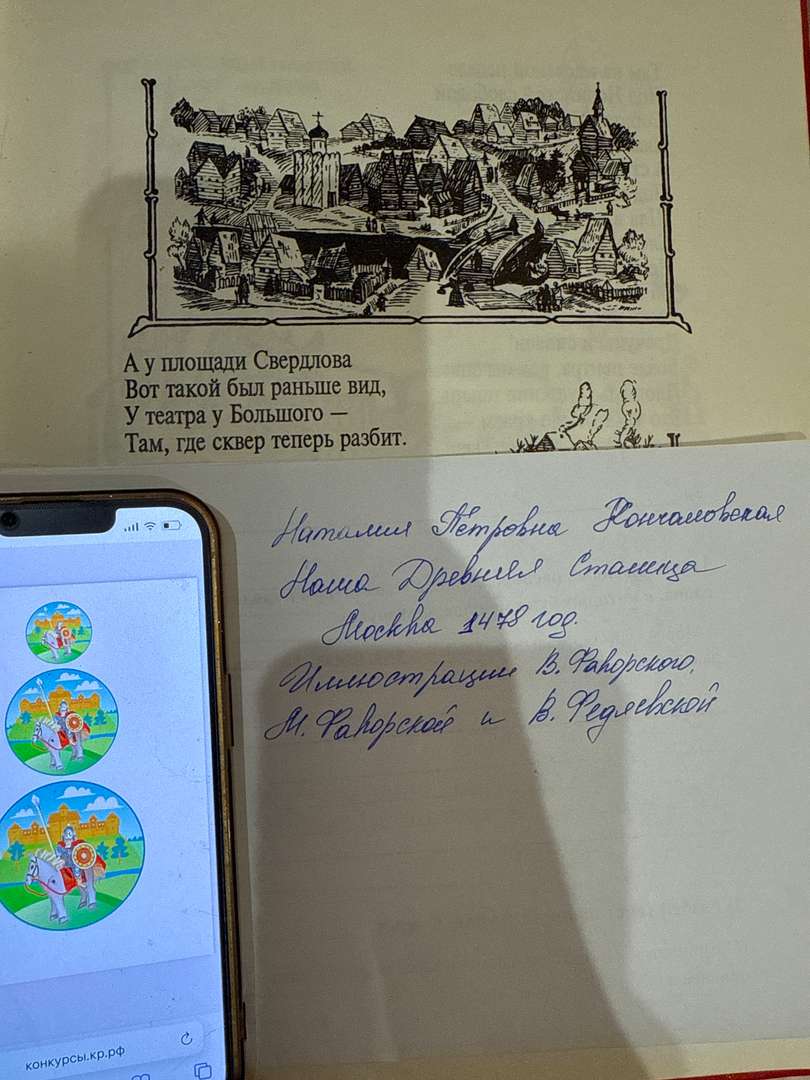 А у площади Свердлова
Вот такой был раньше вид,
У театра у Большого —
Там, где сквер теперь разбит.
Наталия Петровна Кончаловская
Наша Древняя Столица
Москва 1478 год.
Иллюстрации В. Фаворского,
М. Фаворской и В. Федяевской
конкурсы.кр.рф